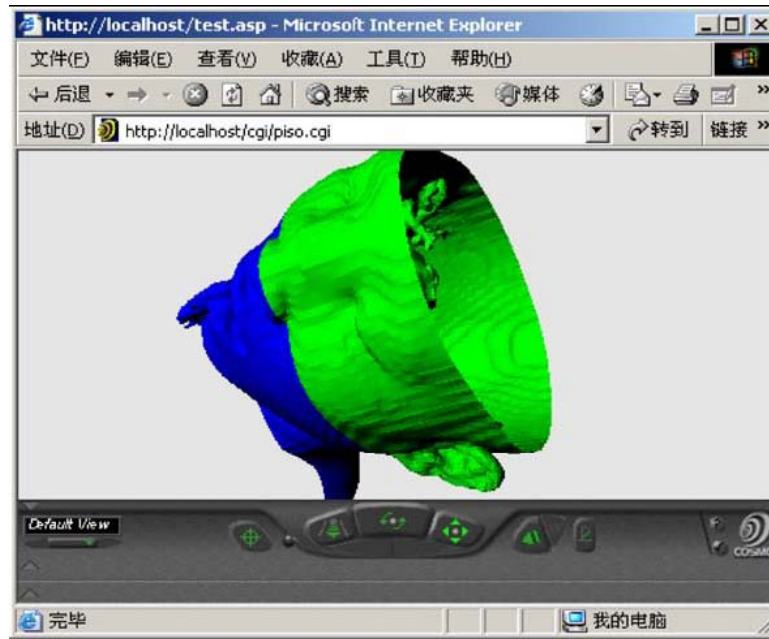 http://localhost/test.asp - Microsoft Internet Explorer
文件(F) 编辑(E) 查看(V) 收藏(A) 工具(T) 帮助(H)
后退 搜索 收藏夹 媒体 »
地址(D) http://localhost/cgi/piso.cgi 转到 链接 »
Default View
COSMO
完毕 我的电脑